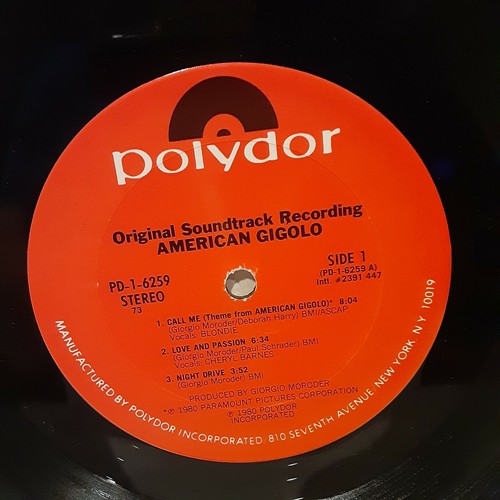 polydor
Original Soundtrack Recording
AMERICAN GIGOLO
PD-1-6259
STEREO
73
SIDE 1
(PD-1-6259 A)
Intl. #2391 447
1. CALL ME (Theme from AMERICAN GIGOLO)* 8:04
(Giorgio Moroder/Deborah Harry) BMI/ASCAP
Vocals: BLONDIE
2. LOVE AND PASSION 6:34
(Giorgio Moroder/Paul Schrader) BMI
Vocals: CHERYL BARNES
3. NIGHT DRIVE 3:52
(Giorgio Moroder) BMI
PRODUCED BY GIORGIO MORODER
*℗ 1980 PARAMOUNT PICTURES CORPORATION
℗ 1980 POLYDOR
INCORPORATED
MANUFACTURED BY POLYDOR INCORPORATED. 810 SEVENTH AVENUE, NEW YORK, N Y 10019